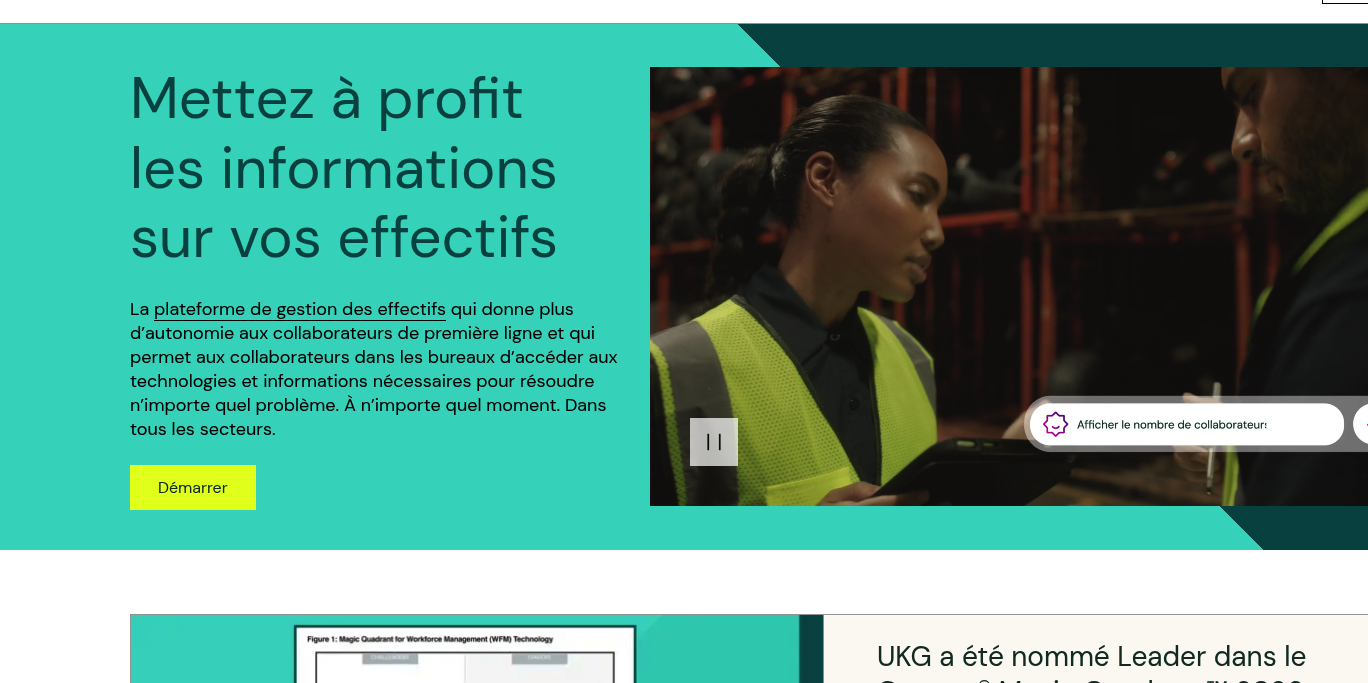 Mettez à profit
les informations
sur vos effectifs
La plateforme de gestion des effectifs qui donne plus
d’autonomie aux collaborateurs de première ligne et qui
permet aux collaborateurs dans les bureaux d’accéder aux
technologies et informations nécessaires pour résoudre
n’importe quel problème. À n’importe quel moment. Dans
tous les secteurs.
Démarrer
Afficher le nombre de collaborateurs
Figure 1: Magic Quadrant for Workforce Management (WFM) Technology
CHALLENGERS
LEADERS
UKG a été nommé Leader dans le